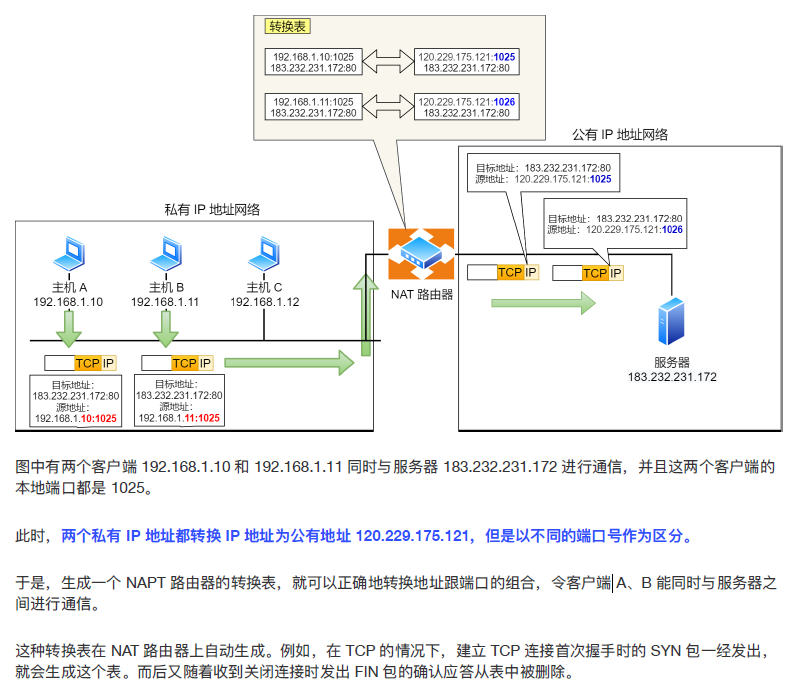 转换表
192.168.1.10:1025
183.232.231.172:80
120.229.175.121:1025
183.232.231.172:80
192.168.1.11:1025
183.232.231.172:80
120.229.175.121:1026
183.232.231.172:80
公有 IP 地址网络
目标地址：183.232.231.172:80
源地址：120.229.175.121:1025
目标地址：183.232.231.172:80
源地址：120.229.175.121:1026
私有 IP 地址网络
主机 A
192.168.1.10
主机 B
192.168.1.11
主机 C
192.168.1.12
NAT 路由器
TCP IP
TCP IP
服务器
183.232.231.172
TCP IP
TCP IP
目标地址：
183.232.231.172:80
源地址：
192.168.1.10:1025
目标地址：
183.232.231.172:80
源地址：
192.168.1.11:1025
图中有两个客户端 192.168.1.10 和 192.168.1.11 同时与服务器 183.232.231.172 进行通信，并且这两个客户端的
本地端口都是 1025。
此时，两个私有 IP 地址都转换 IP 地址为公有地址 120.229.175.121，但是以不同的端口号作为区分。
于是，生成一个 NAPT 路由器的转换表，就可以正确地转换地址跟端口的组合，令客户端 A、B 能同时与服务器之
间进行通信。
这种转换表在 NAT 路由器上自动生成。例如，在 TCP 的情况下，建立 TCP 连接首次握手时的 SYN 包一经发出，
就会生成这个表。而后又随着收到关闭连接时发出 FIN 包的确认应答从表中被删除。